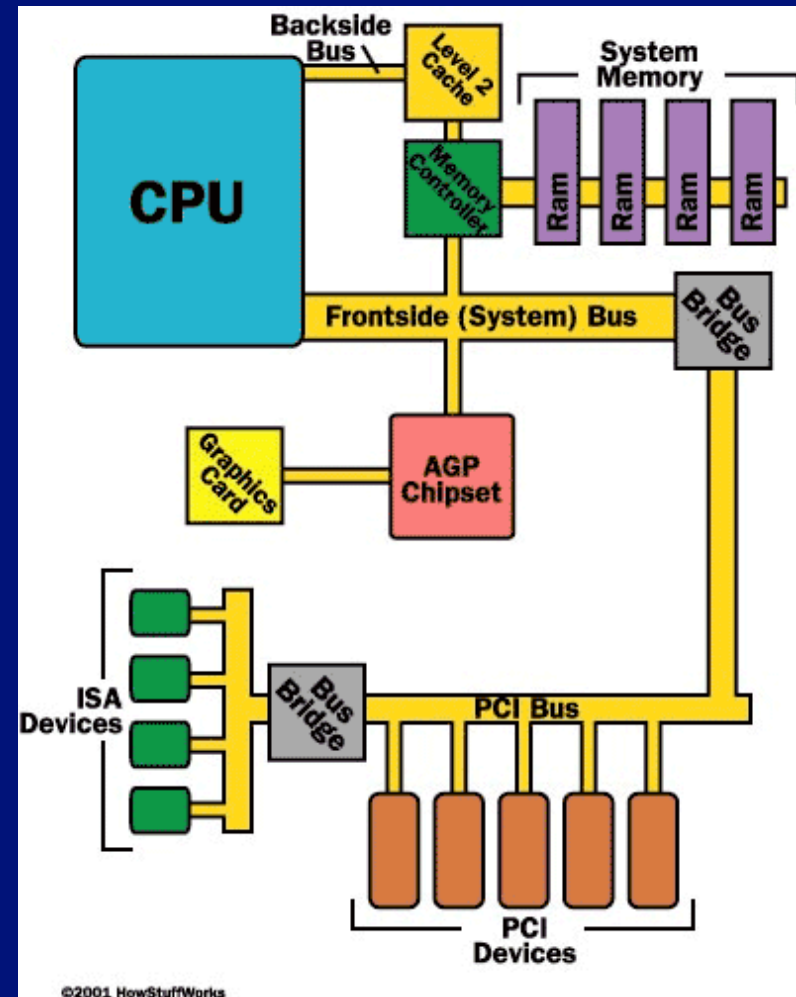 Backside
Bus
Level 2
Cache
System
Memory
CPU
Memory
Controller
Ram
Ram
Ram
Ram
Frontside (System) Bus
Bus
Bridge
Graphics
Card
AGP
Chipset
ISA
Devices
Bus
Bridge
PCI Bus
PCI
Devices
©2001 HowStuffWorks